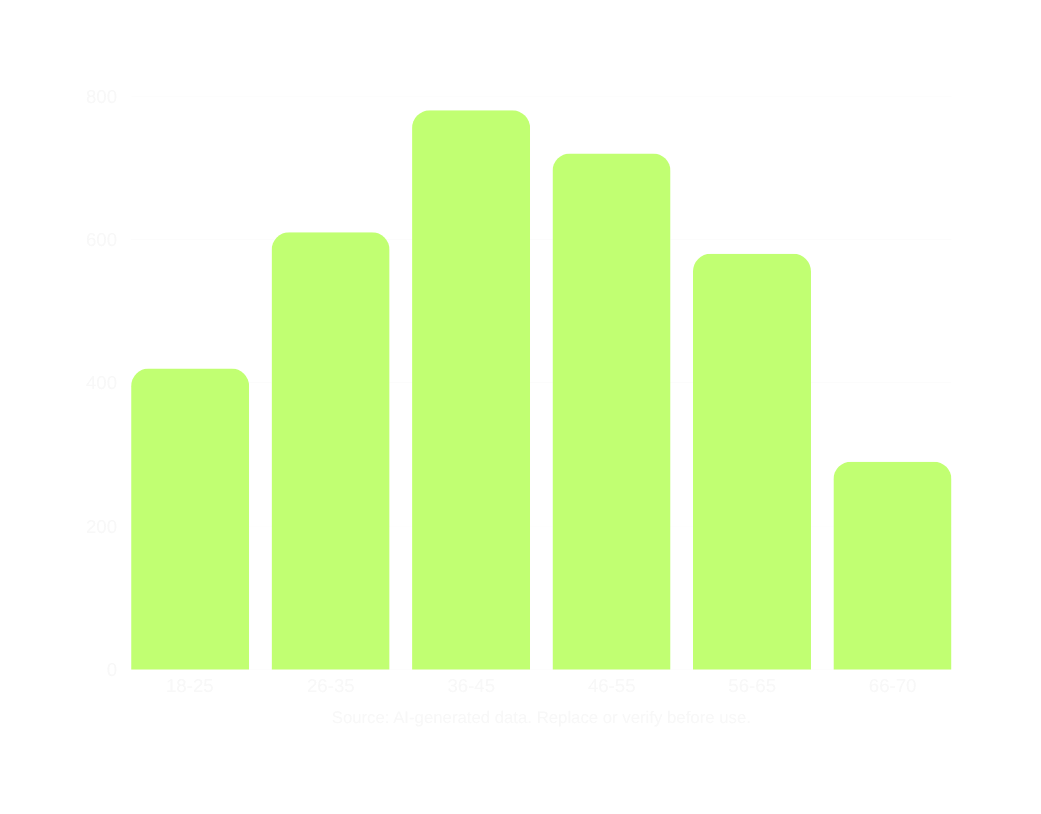 800
600
400
200
0
18-25 26-35 36-45 46-55 56-65 66-70
Source: AI-generated data. Replace or verify before use.